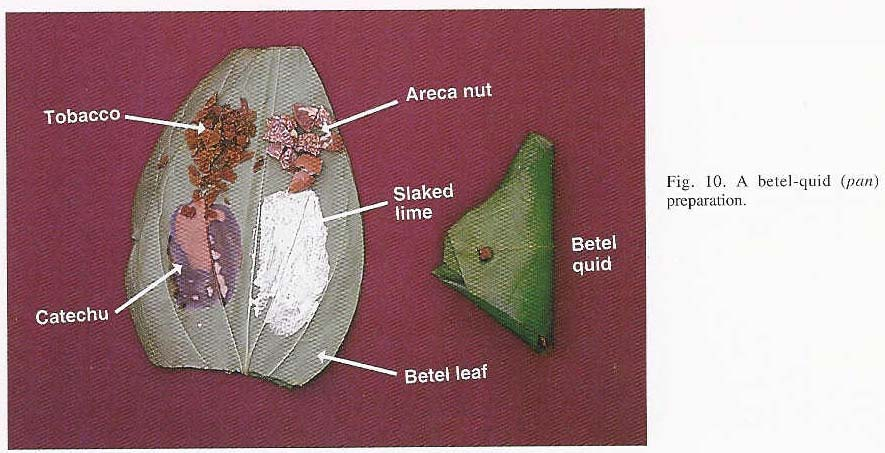 Tobacco
Areca nut
Slaked
lime
Catechu
Betel leaf
Betel
quid
Fig. 10. A betel-quid (pan)
preparation.